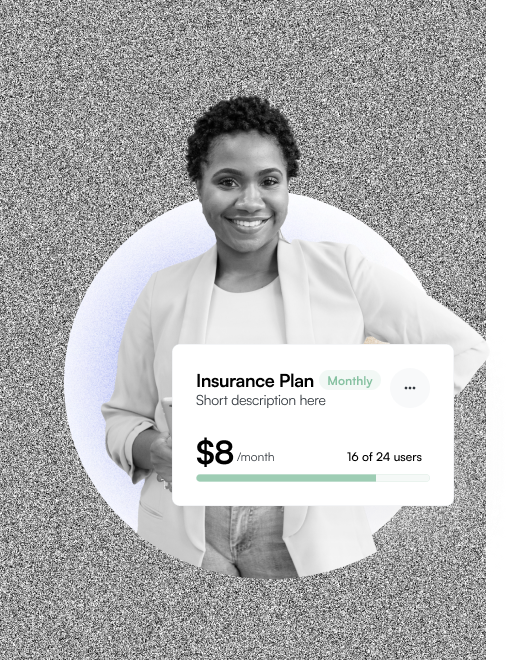 Insurance Plan Monthly
Short description here
$8 /month 16 of 24 users